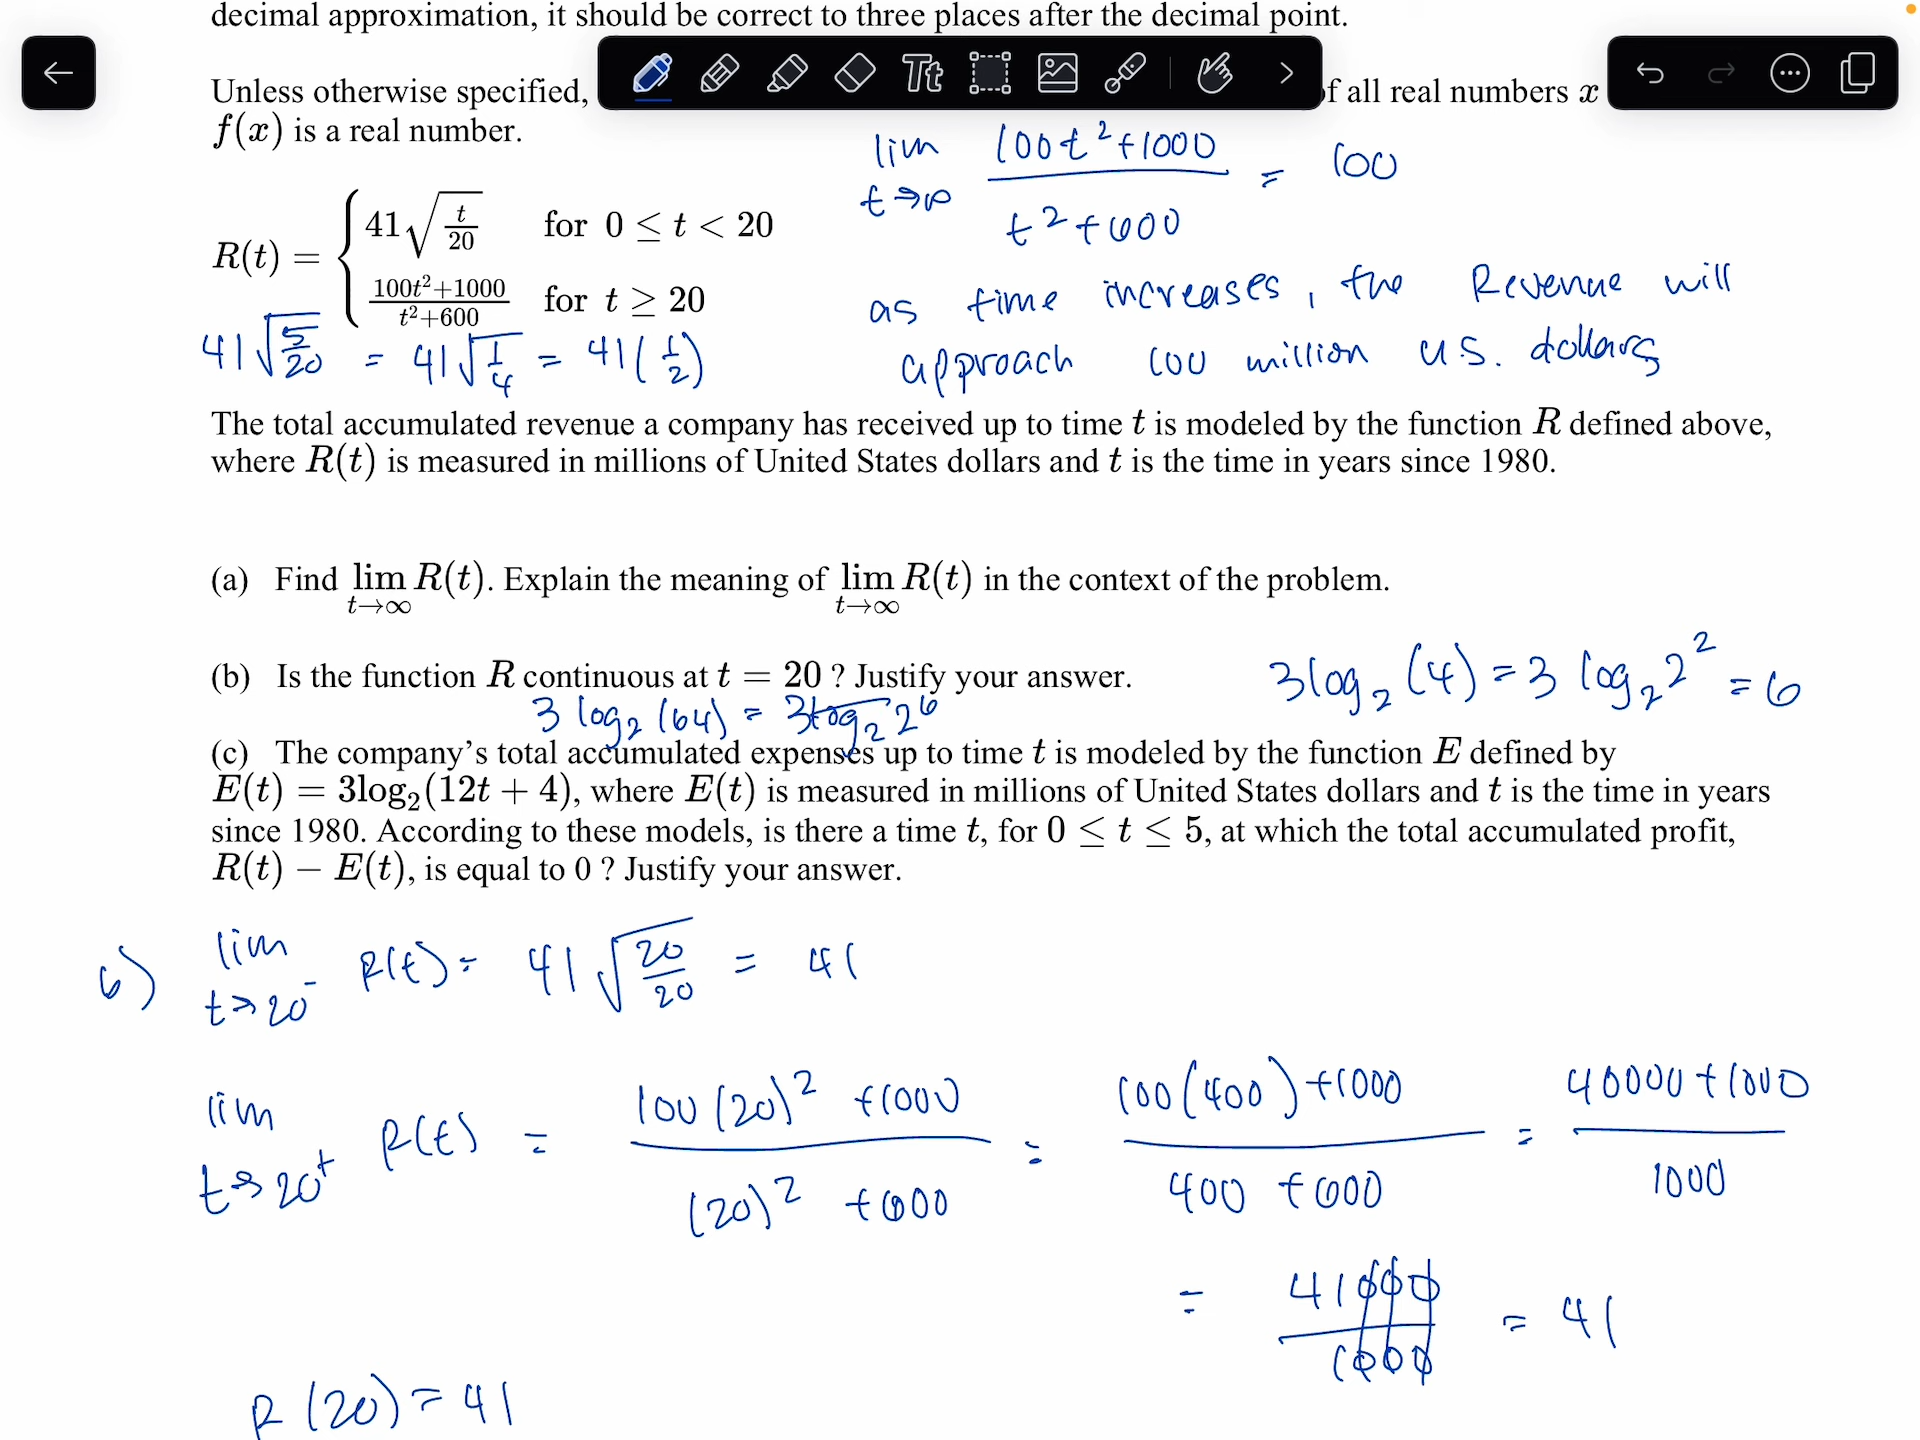 decimal approximation, it should be correct to three places after the decimal point.
Unless otherwise specified, f all real numbers x
f(x) is a real number.
Tt
lim t→∞ (100t²+1000)/(t²+600) = 100
R(t) = { 41√(t/20) for 0 ≤ t < 20
(100t²+1000)/(t²+600) for t ≥ 20
as time increases, the Revenue will
approach 100 million U.S. dollars
41√(5/20) = 41√(1/4) = 41(1/2)
The total accumulated revenue a company has received up to time t is modeled by the function R defined above,
where R(t) is measured in millions of United States dollars and t is the time in years since 1980.
(a) Find lim t→∞ R(t). Explain the meaning of lim t→∞ R(t) in the context of the problem.
(b) Is the function R continuous at t = 20 ? Justify your answer.
3log₂(4) = 3 log₂2² = 6
3 log₂(64) = 3log₂2⁶
(c) The company's total accumulated expenses up to time t is modeled by the function E defined by
E(t) = 3log₂(12t + 4), where E(t) is measured in millions of United States dollars and t is the time in years
since 1980. According to these models, is there a time t, for 0 ≤ t ≤ 5, at which the total accumulated profit,
R(t) − E(t), is equal to 0 ? Justify your answer.
b) lim t→20⁻ R(t) = 41√(20/20) = 41
lim t→20⁺ R(t) = (100(20)²+1000)/((20)²+600) = (100(400)+1000)/(400+600) = (40000+1000)/1000
= 41000/1000 = 41
R(20) = 41